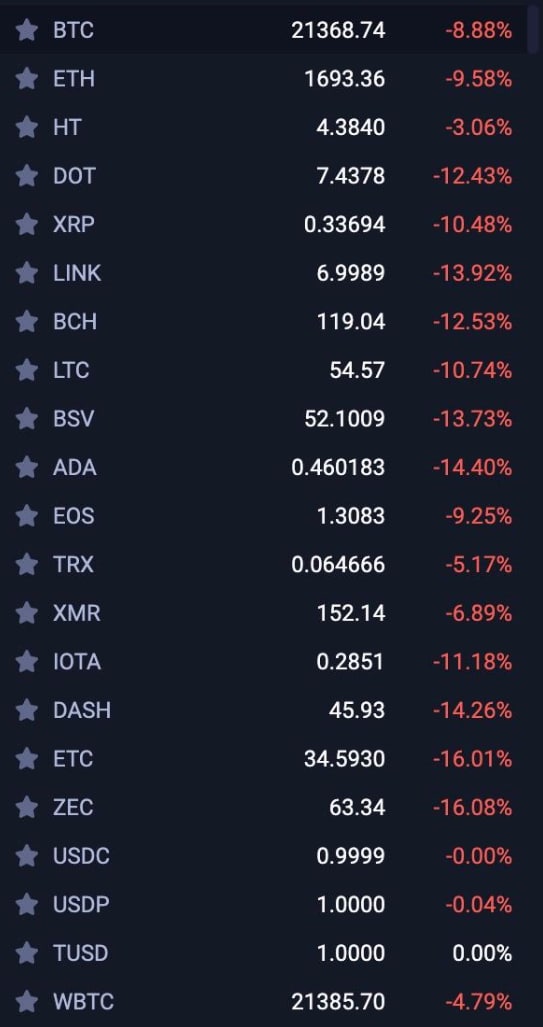 BTC 21368.74 -8.88%
ETH 1693.36 -9.58%
HT 4.3840 -3.06%
DOT 7.4378 -12.43%
XRP 0.33694 -10.48%
LINK 6.9989 -13.92%
BCH 119.04 -12.53%
LTC 54.57 -10.74%
BSV 52.1009 -13.73%
ADA 0.460183 -14.40%
EOS 1.3083 -9.25%
TRX 0.064666 -5.17%
XMR 152.14 -6.89%
IOTA 0.2851 -11.18%
DASH 45.93 -14.26%
ETC 34.5930 -16.01%
ZEC 63.34 -16.08%
USDC 0.9999 -0.00%
USDP 1.0000 -0.04%
TUSD 1.0000 0.00%
WBTC 21385.70 -4.79%